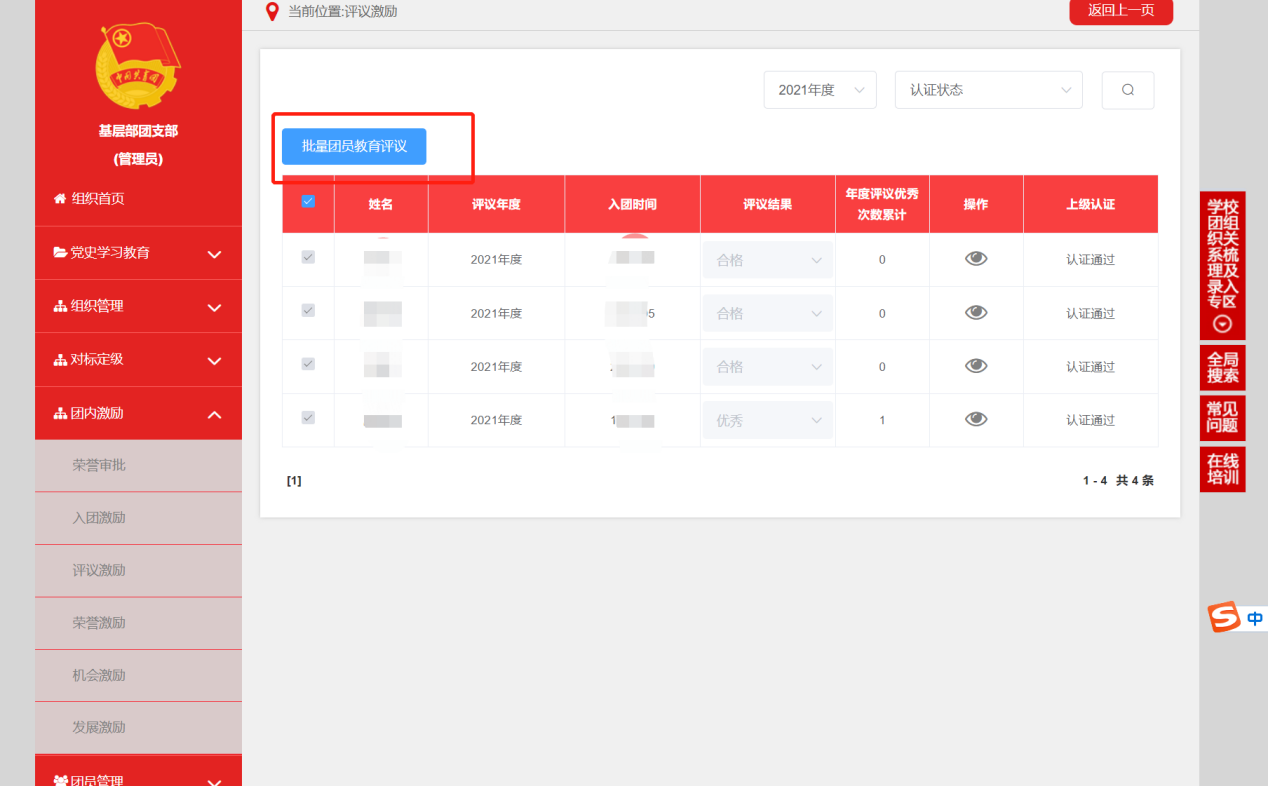 当前位置:评议激励
返回上一页
中国共青团
基层部团支部
(管理员)
组织首页
党史学习教育
组织管理
对标定级
团内激励
荣誉审批
入团激励
评议激励
荣誉激励
机会激励
发展激励
团员管理
2021年度
认证状态
批量团员教育评议
姓名 评议年度 入团时间 评议结果 年度评议优秀次数累计 操作 上级认证
2021年度 合格 0 认证通过
2021年度 5 合格 0 认证通过
2021年度 合格 0 认证通过
2021年度 1 优秀 1 认证通过
[1]
1 - 4 共 4 条
学校
团组
织关
系梳
理及
录入
专区
全局
搜索
常见
问题
在线
培训
S 中